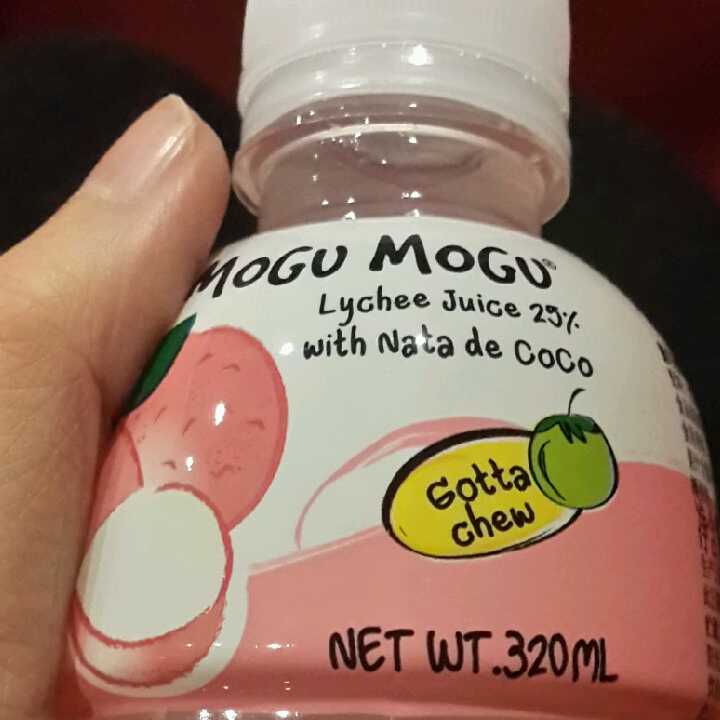 MOGU MOGU®
Lychee Juice 25%
with Nata de CoCo
Gotta
chew
NET WT.320ML